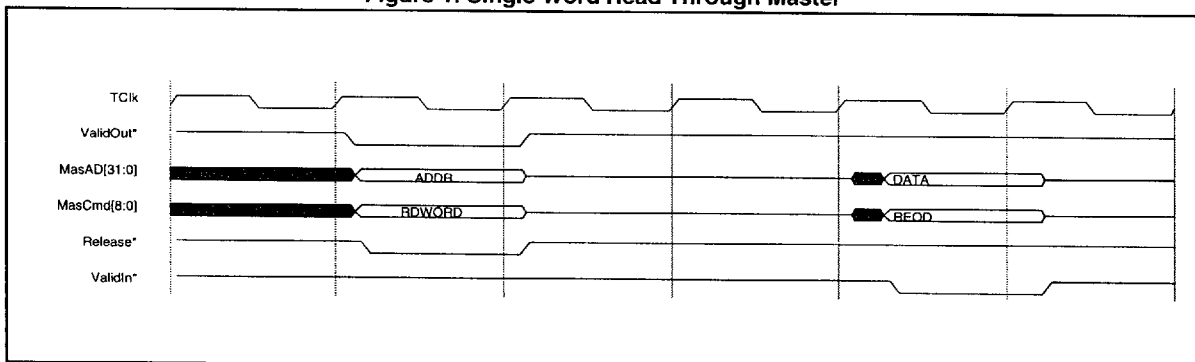 Figure 1. Single Word Read Through Master
TClk
ValidOut*
MasAD[31:0]
ADDR
DATA
MasCmd[8:0]
RDWORD
REOD
Release*
ValidIn*